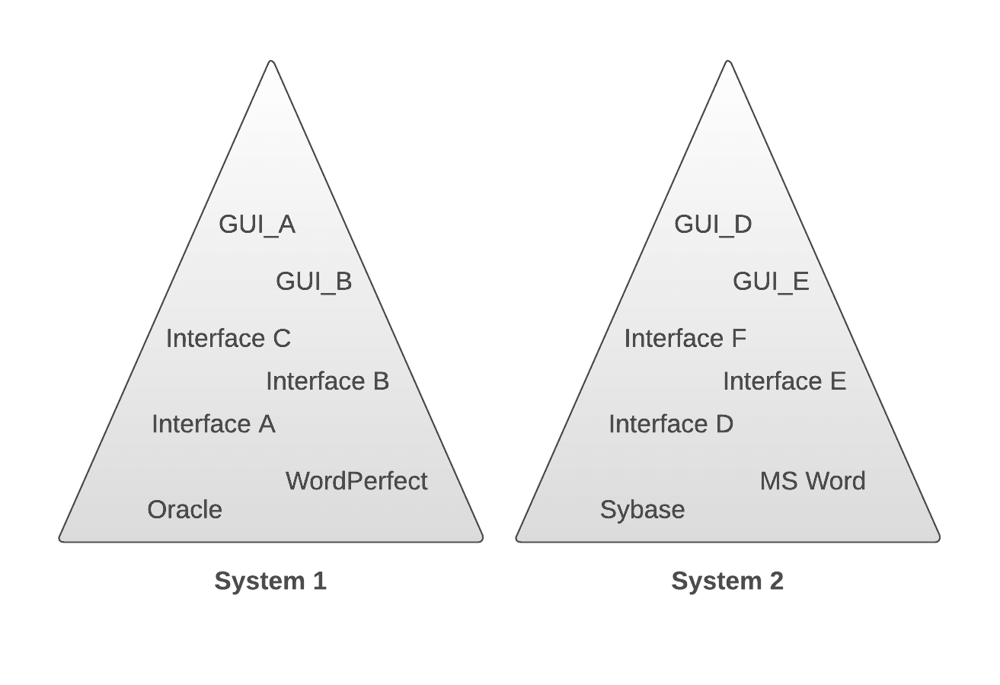 GUI_A
GUI_B
Interface C
Interface B
Interface A
WordPerfect
Oracle
System 1
GUI_D
GUI_E
Interface F
Interface E
Interface D
MS Word
Sybase
System 2